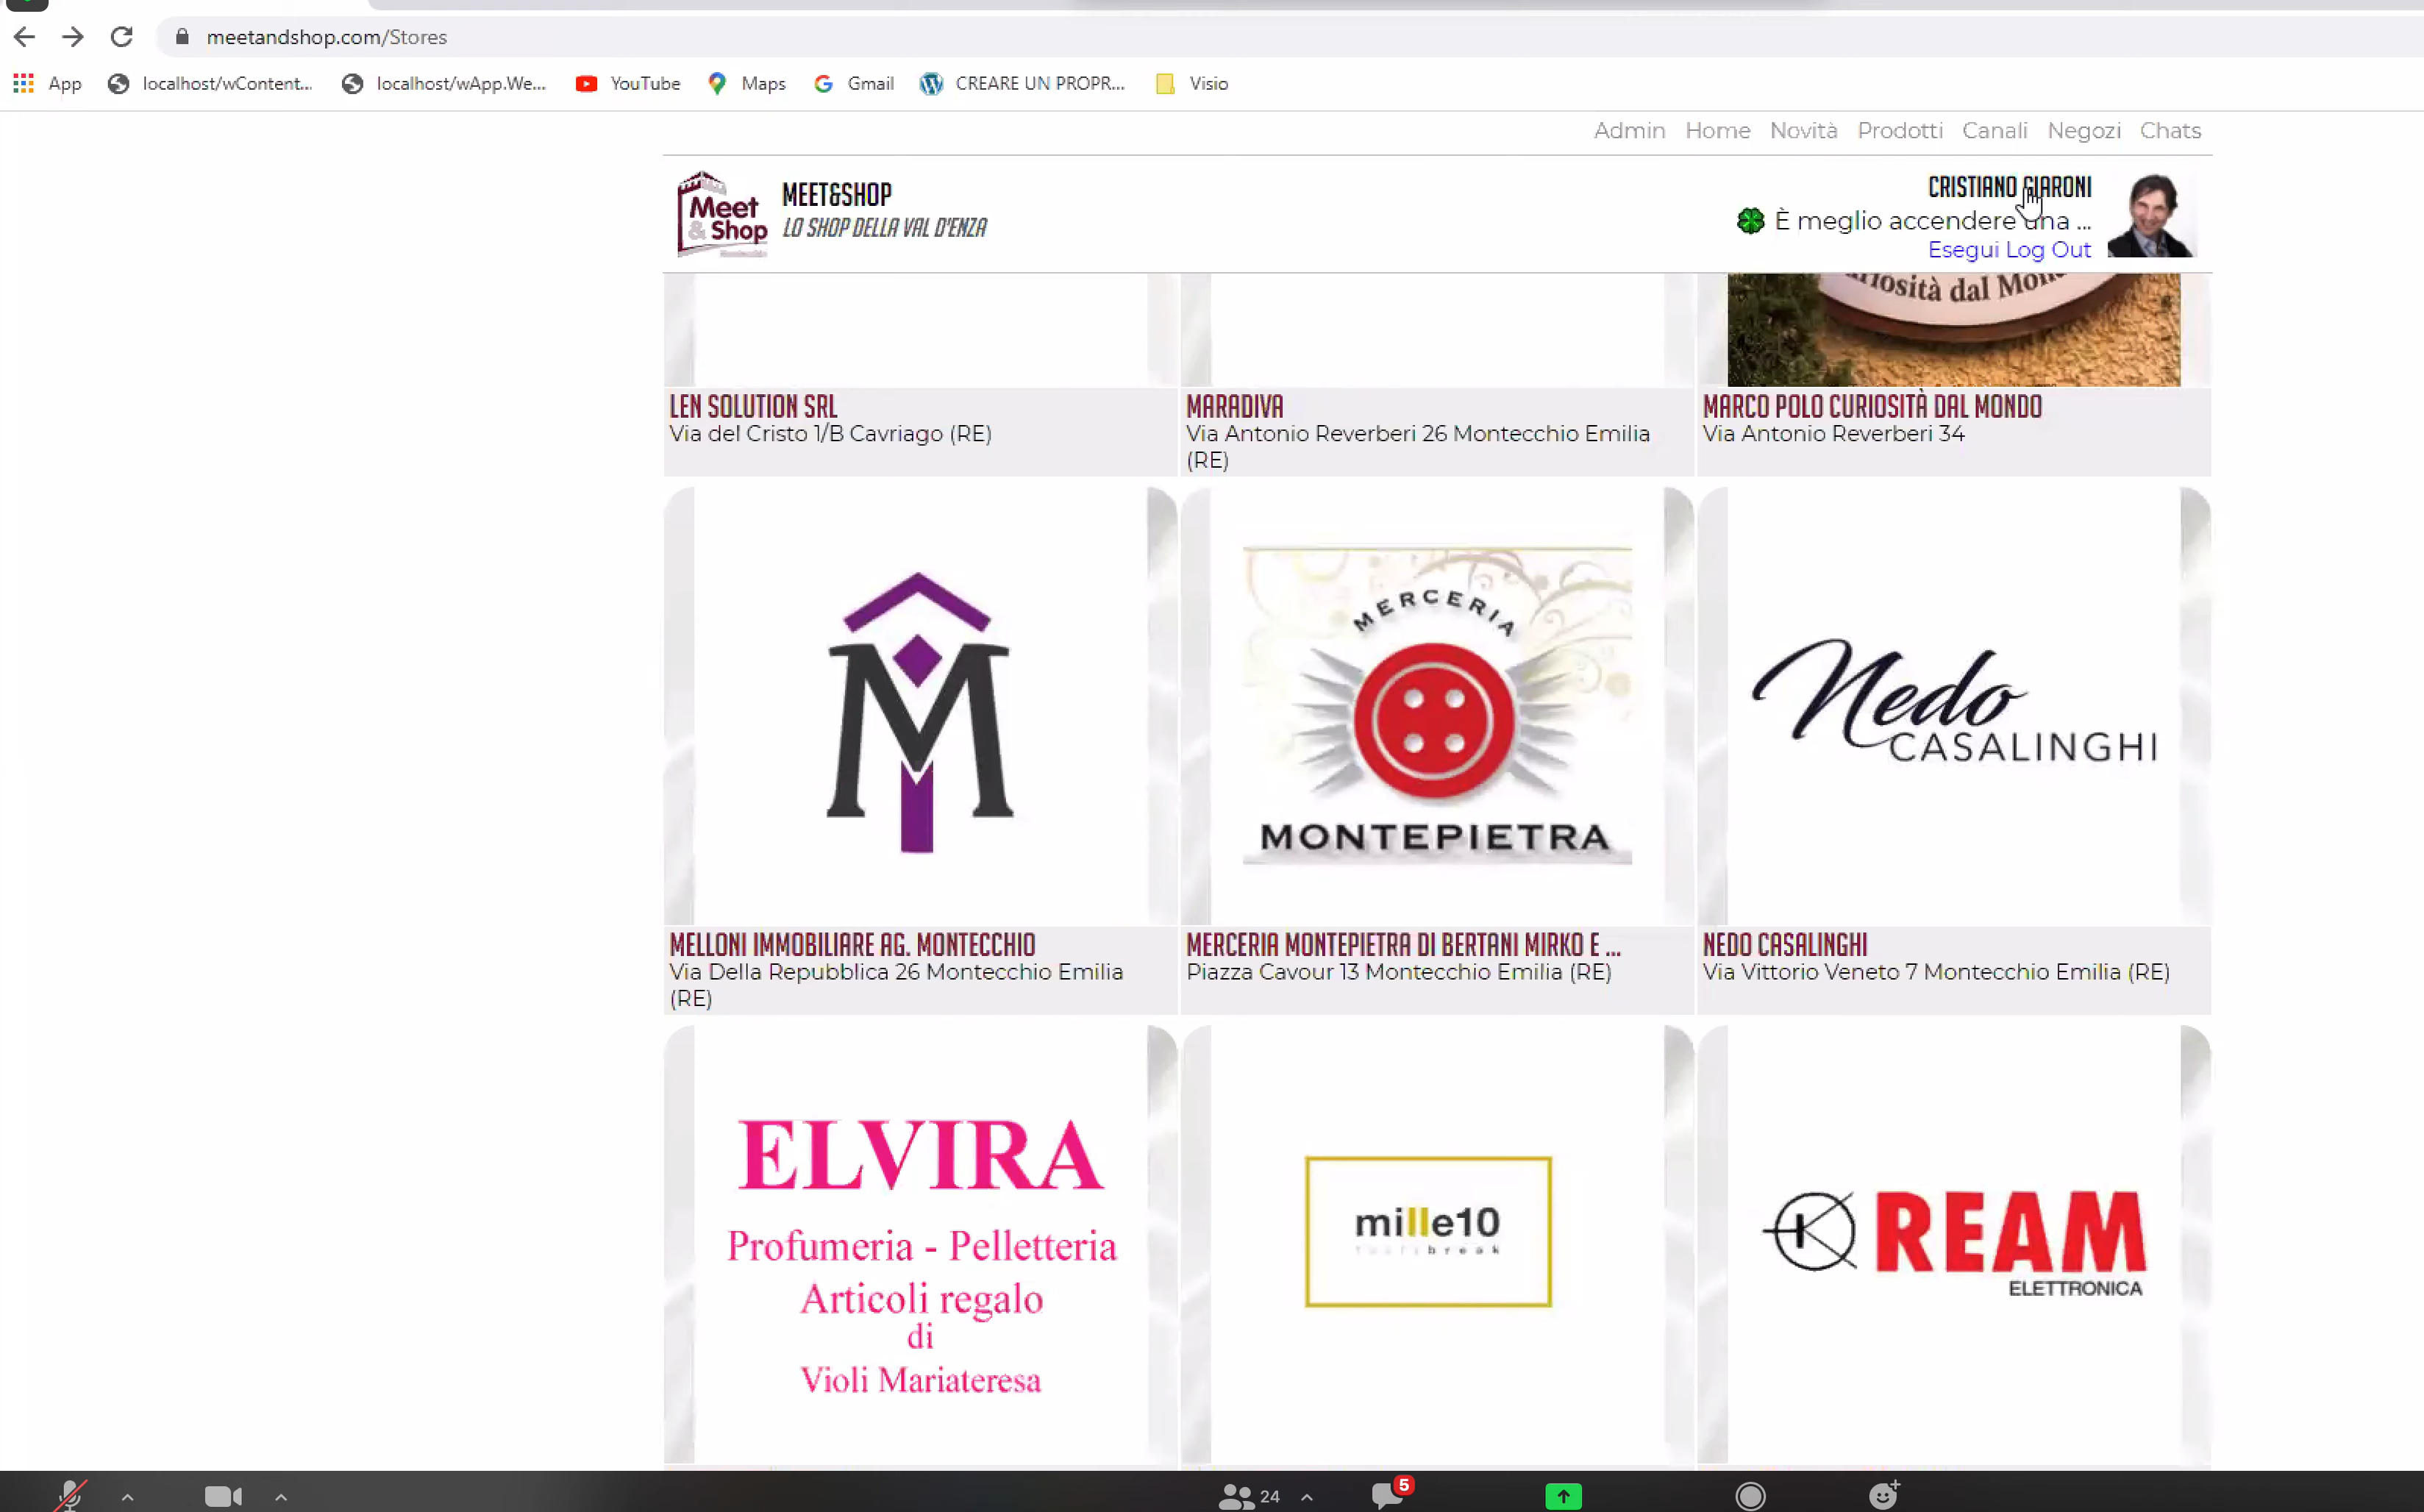 meetandshop.com/Stores
App localhost/wContent... localhost/wApp.We... YouTube Maps Gmail CREARE UN PROPR... Visio
Admin Home Novità Prodotti Canali Negozi Chats
Meet
& Shop
MEET&SHOP
LO SHOP DELLA VAL D'ENZA
CRISTIANO GIARONI
È meglio accendere una ...
Esegui Log Out
riosità dal Mon
LEN SOLUTION SRL
Via del Cristo 1/B Cavriago (RE)
MARADIVA
Via Antonio Reverberi 26 Montecchio Emilia
(RE)
MARCO POLO CURIOSITÀ DAL MONDO
Via Antonio Reverberi 34
M
MERCERIA
MONTEPIETRA
Nedo
CASALINGHI
MELLONI IMMOBILIARE AG. MONTECCHIO
Via Della Repubblica 26 Montecchio Emilia
(RE)
MERCERIA MONTEPIETRA DI BERTANI MIRKO E ...
Piazza Cavour 13 Montecchio Emilia (RE)
NEDO CASALINGHI
Via Vittorio Veneto 7 Montecchio Emilia (RE)
ELVIRA
Profumeria - Pelletteria
Articoli regalo
di
Violi Mariateresa
mille10
break
REAM
ELETTRONICA
24
5